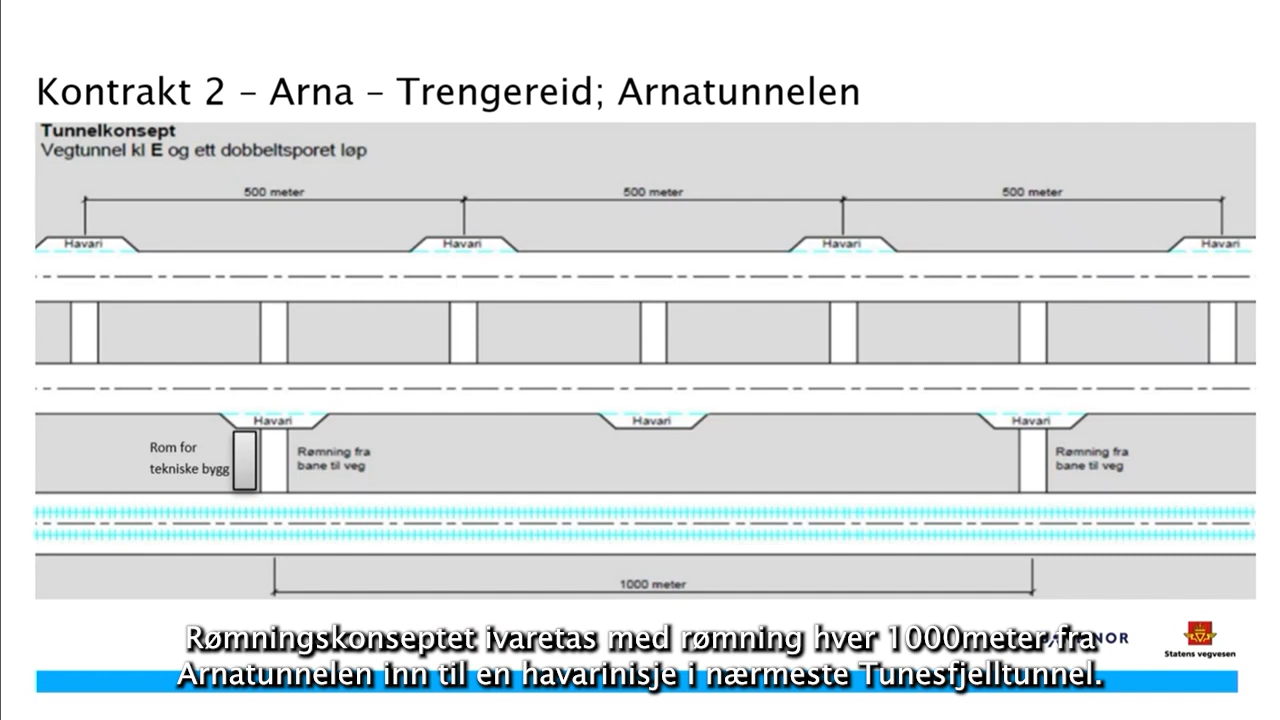 Kontrakt 2 – Arna – Trengereid; Arnatunnelen
Tunnelkonsept
Vegtunnel kl E og ett dobbeltsporet løp
500 meter
500 meter
500 meter
Havari
Havari
Havari
Havari
Havari
Havari
Havari
Rom for
tekniske bygg
Rømning fra
bane til veg
Rømning fra
bane til veg
1000 meter
Statens vegvesen
Rømningskonseptet ivaretas med rømning hver 1000meter fra
Arnatunnelen inn til en havarinisje i nærmeste Tunesfjelltunnel.